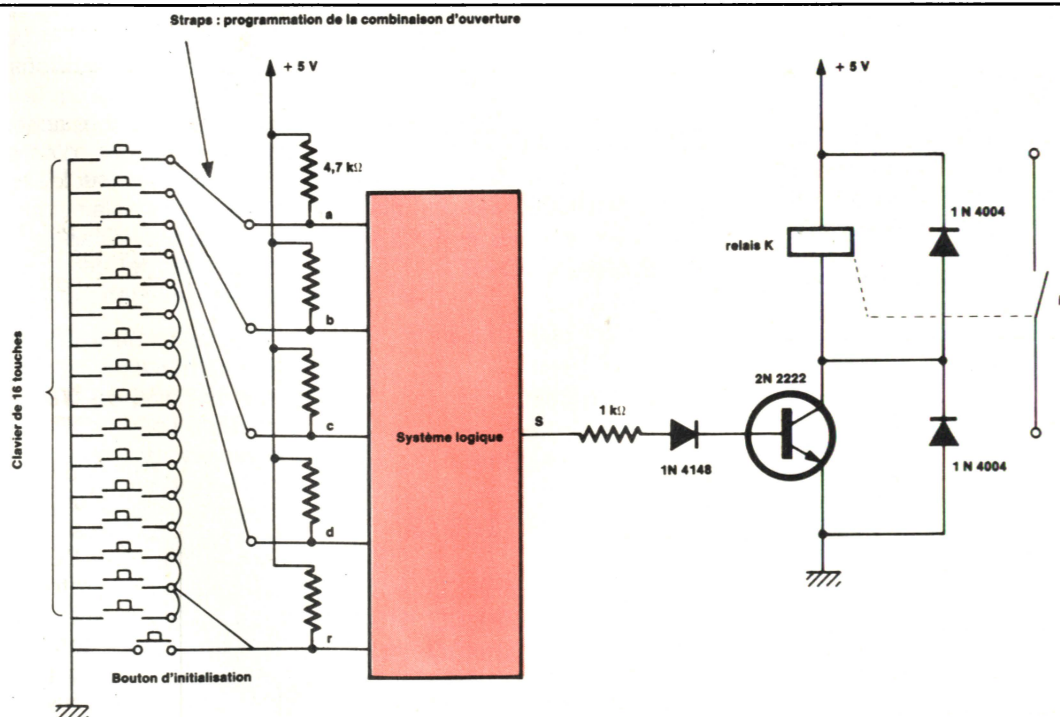 Straps : programmation de la combinaison d'ouverture
+ 5 V
+ 5 V
4,7 kΩ
a
1 N 4004
relais K
b
Clavier de 16 touches
2N 2222
1 kΩ
c
S
Système logique
1N 4148
1 N 4004
d
r
Bouton d'initialisation